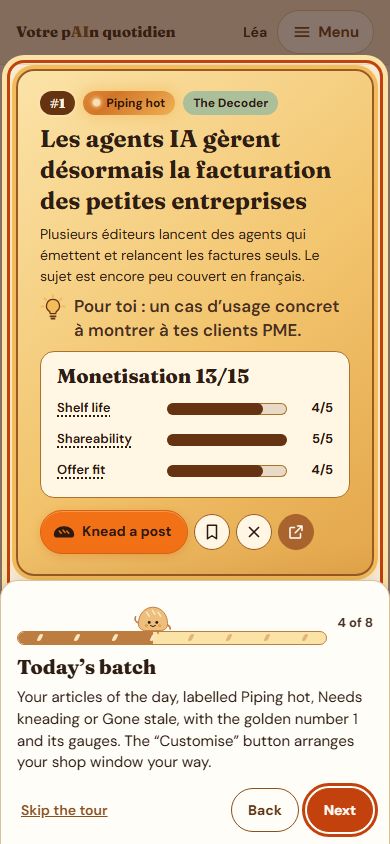 Votre pAIn quotidien
Léa
Menu
#1
Piping hot
The Decoder
Les agents IA gèrent
désormais la facturation
des petites entreprises
Plusieurs éditeurs lancent des agents qui
émettent et relancent les factures seuls. Le
sujet est encore peu couvert en français.
Pour toi : un cas d’usage concret
à montrer à tes clients PME.
Monetisation 13/15
Shelf life 4/5
Shareability 5/5
Offer fit 4/5
Knead a post
4 of 8
Today’s batch
Your articles of the day, labelled Piping hot, Needs
kneading or Gone stale, with the golden number 1
and its gauges. The “Customise” button arranges
your shop window your way.
Skip the tour
Back
Next